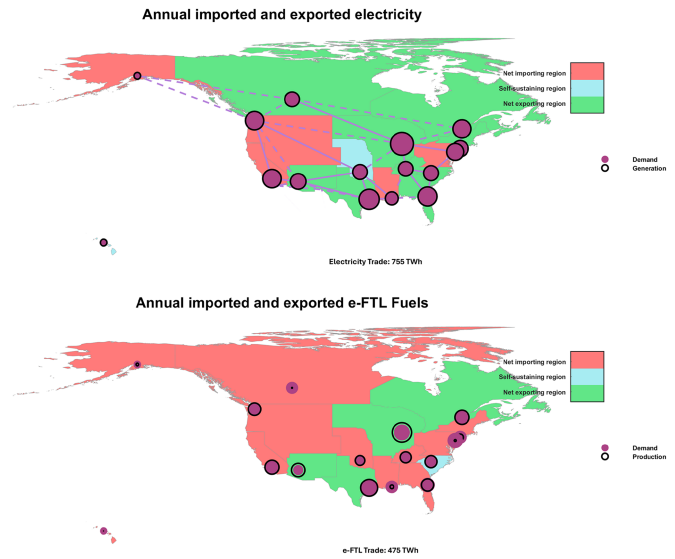 Annual imported and exported electricity
Net importing region
Self-sustaining region
Net exporting region
Demand
Generation
Electricity Trade: 755 TWh
Annual imported and exported e-FTL Fuels
Net importing region
Self-sustaining region
Net exporting region
Demand
Production
e-FTL Trade: 475 TWh